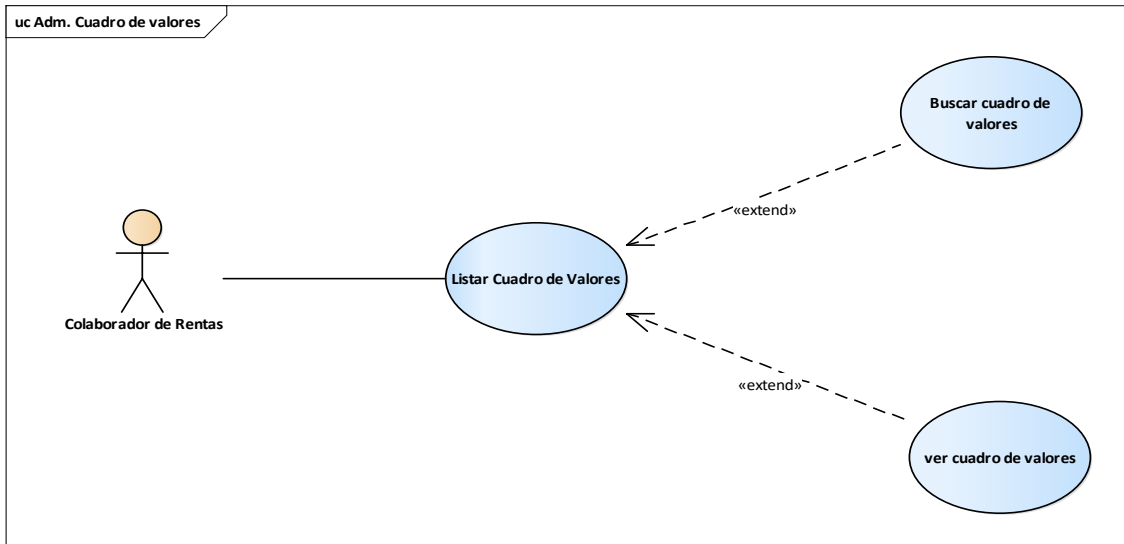 uc Adm. Cuadro de valores
Buscar cuadro de
valores
«extend»
Listar Cuadro de Valores
Colaborador de Rentas
«extend»
ver cuadro de valores